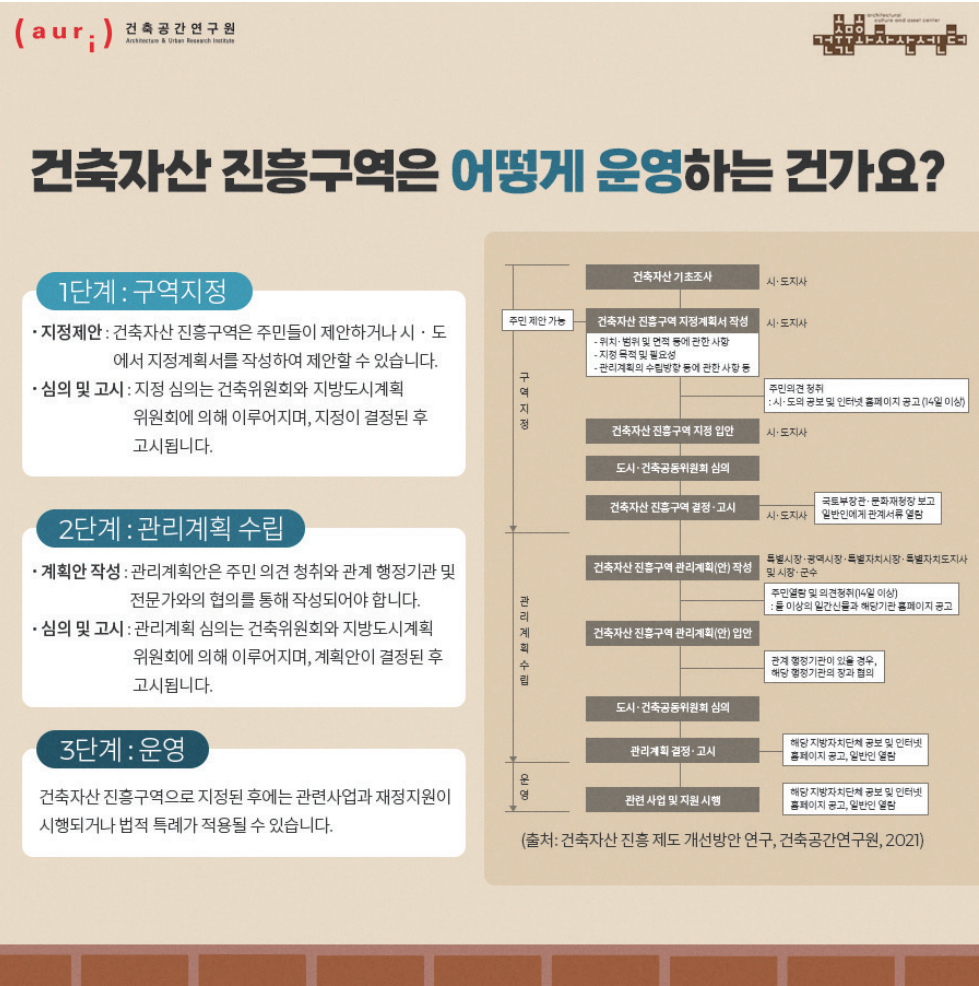 (auri) 건축공간연구원
Architecture & Urban Research Institute
architectural
culture and asset center
건축문화자산센터
건축자산 진흥구역은 어떻게 운영하는 건가요?
1단계 : 구역지정
· 지정제안 : 건축자산 진흥구역은 주민들이 제안하거나 시 · 도
에서 지정계획서를 작성하여 제안할 수 있습니다.
· 심의 및 고시 : 지정 심의는 건축위원회와 지방도시계획
위원회에 의해 이루어지며, 지정이 결정된 후
고시됩니다.
2단계 : 관리계획 수립
· 계획안 작성 : 관리계획안은 주민 의견 청취와 관계 행정기관 및
전문가와의 협의를 통해 작성되어야 합니다.
· 심의 및 고시 : 관리계획 심의는 건축위원회와 지방도시계획
위원회에 의해 이루어지며, 계획안이 결정된 후
고시됩니다.
3단계 : 운영
건축자산 진흥구역으로 지정된 후에는 관련사업과 재정지원이
시행되거나 법적 특례가 적용될 수 있습니다.
구역지정
건축자산 기초조사
시·도지사
주민 제안 가능
건축자산 진흥구역 지정계획서 작성
시·도지사
- 위치·범위 및 면적 등에 관한 사항
- 지정 목적 및 필요성
- 관리계획의 수립방향 등에 관한 사항 등
주민의견 청취
: 시·도의 공보 및 인터넷 홈페이지 공고 (14일 이상)
건축자산 진흥구역 지정 입안
시·도지사
도시·건축공동위원회 심의
건축자산 진흥구역 결정·고시
시·도지사
국토부장관·문화재청장 보고
일반인에게 관계서류 열람
관리계획수립
건축자산 진흥구역 관리계획(안) 작성
특별시장·광역시장·특별자치시장·특별자치도지사
및 시장·군수
주민열람 및 의견청취(14일 이상)
: 둘 이상의 일간신문과 해당기관 홈페이지 공고
건축자산 진흥구역 관리계획(안) 입안
관계 행정기관이 있을 경우,
해당 행정기관의 장과 협의
도시·건축공동위원회 심의
관리계획 결정·고시
해당 지방자치단체 공보 및 인터넷
홈페이지 공고, 일반인 열람
운영
관련 사업 및 지원 시행
해당 지방자치단체 공보 및 인터넷
홈페이지 공고, 일반인 열람
(출처: 건축자산 진흥 제도 개선방안 연구, 건축공간연구원, 2021)